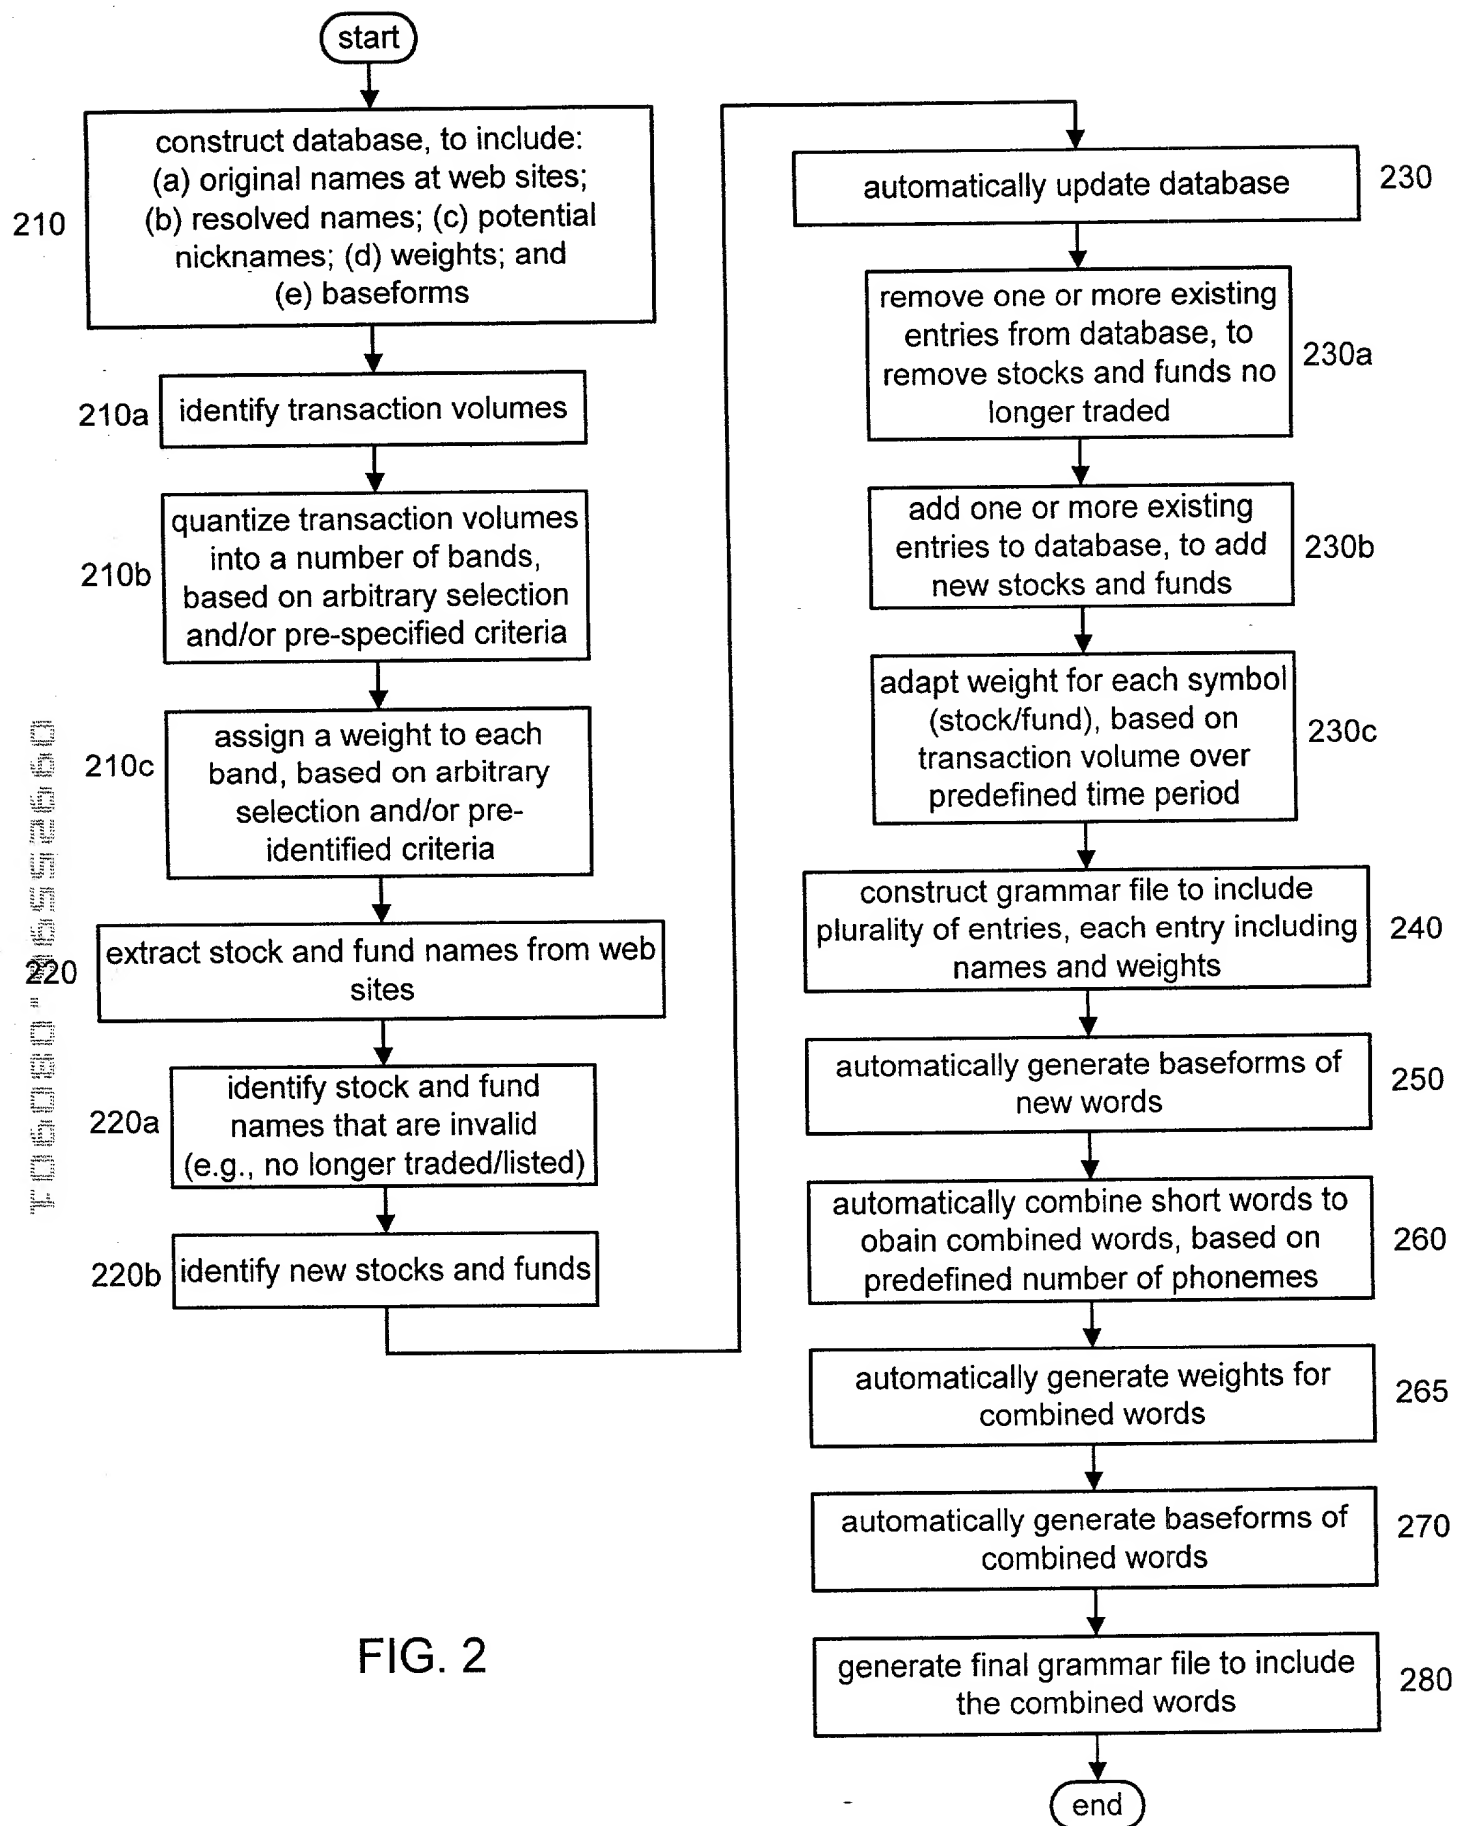 start
construct database, to include:
(a) original names at web sites;
(b) resolved names; (c) potential
nicknames; (d) weights; and
(e) baseforms
210
identify transaction volumes
210a
quantize transaction volumes
into a number of bands,
based on arbitrary selection
and/or pre-specified criteria
210b
assign a weight to each
band, based on arbitrary
selection and/or pre-
identified criteria
210c
extract stock and fund names from web
sites
220
identify stock and fund
names that are invalid
(e.g., no longer traded/listed)
220a
identify new stocks and funds
220b
automatically update database
230
remove one or more existing
entries from database, to
remove stocks and funds no
longer traded
230a
add one or more existing
entries to database, to add
new stocks and funds
230b
adapt weight for each symbol
(stock/fund), based on
transaction volume over
predefined time period
230c
construct grammar file to include
plurality of entries, each entry including
names and weights
240
automatically generate baseforms of
new words
250
automatically combine short words to
obain combined words, based on
predefined number of phonemes
260
automatically generate weights for
combined words
265
automatically generate baseforms of
combined words
270
generate final grammar file to include
the combined words
280
end
FIG. 2